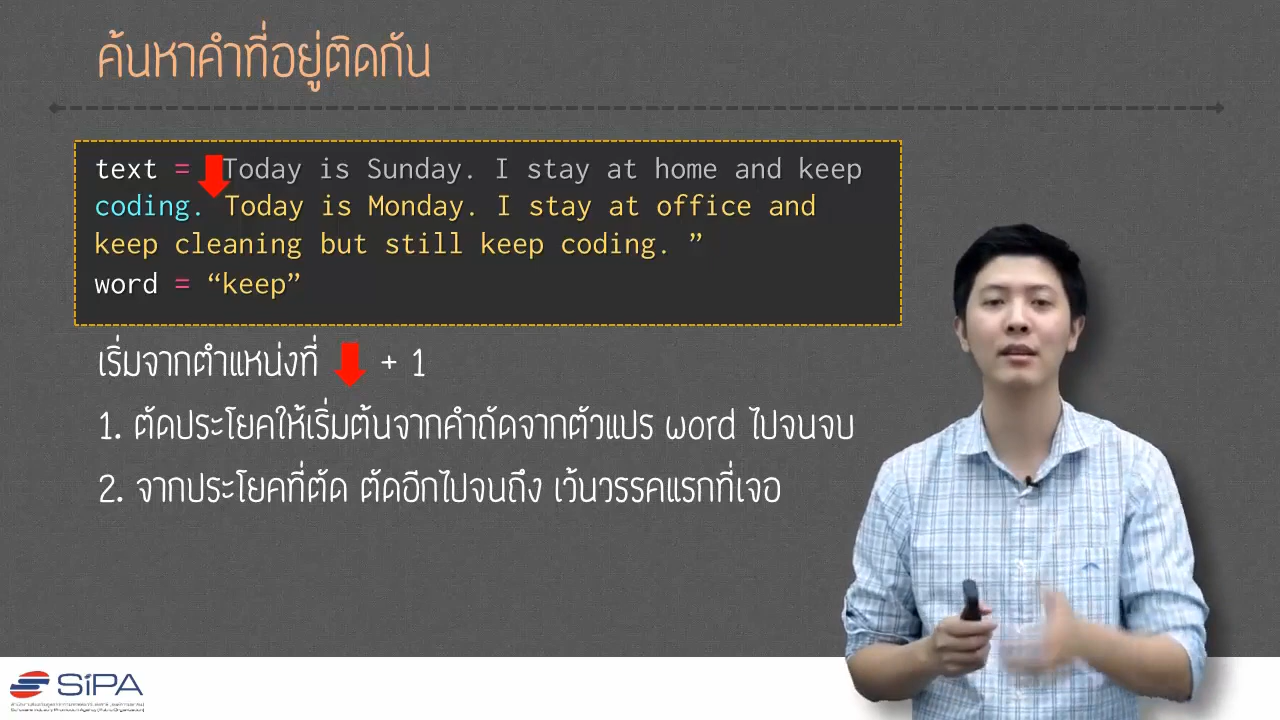 ค้นหาคำที่อยู่ติดกัน
text = Today is Sunday. I stay at home and keep
coding. Today is Monday. I stay at office and
keep cleaning but still keep coding. ”
word = “keep”
เริ่มจากตำแหน่งที่ + 1
1. ตัดประโยคให้เริ่มต้นจากคำถัดจากตัวแปร word ไปจนจบ
2. จากประโยคที่ตัด ตัดอีกไปจนถึง เว้นวรรคแรกที่เจอ
SiPA